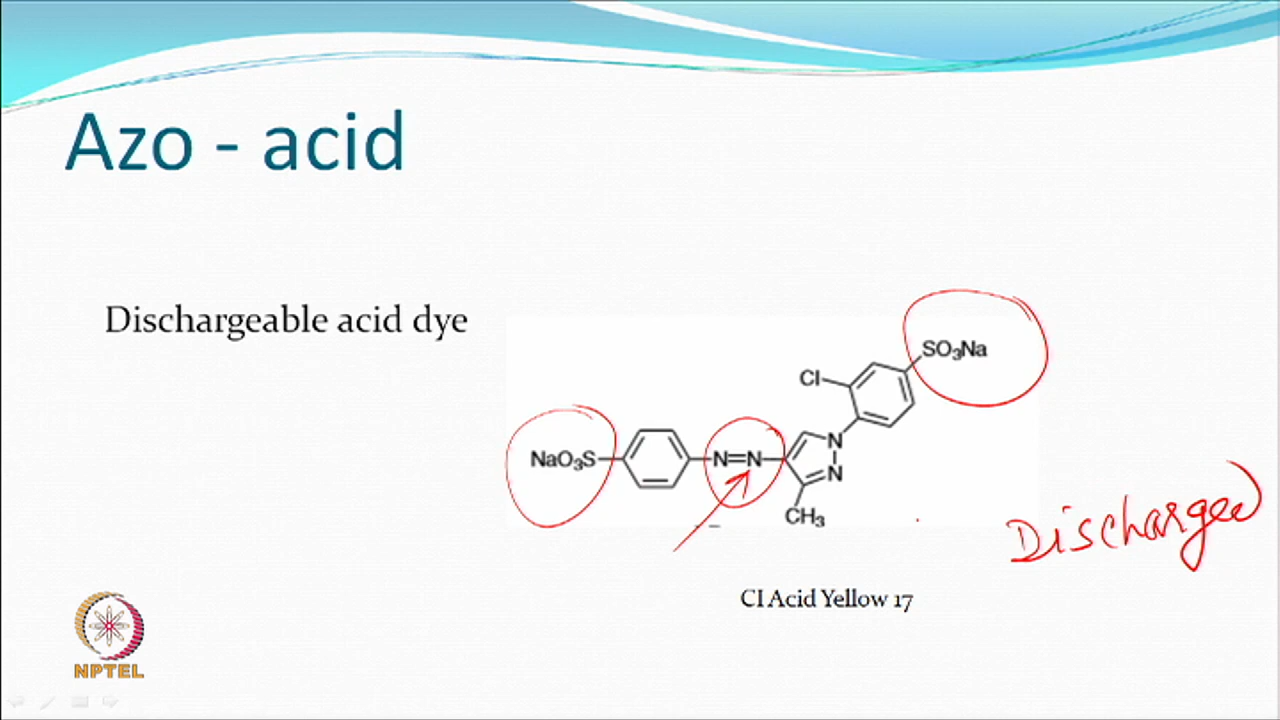 Azo - acid
Dischargeable acid dye
SO₃Na
Cl
N
NaO₃S
N=N
N
CH₃
Discharged
CI Acid Yellow 17
NPTEL